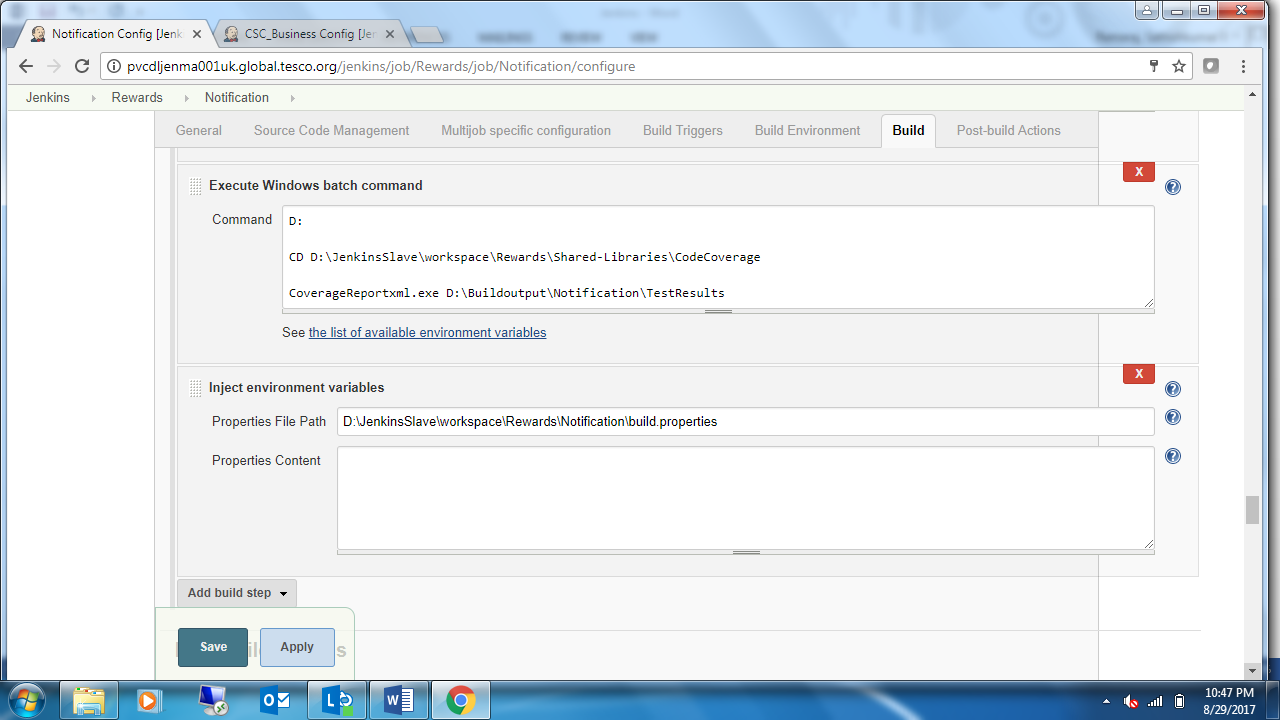 Notification Config [Jenk
CSC_Business Config [Jen
pvcdljenma001uk.global.tesco.org/jenkins/job/Rewards/job/Notification/configure
Jenkins Rewards Notification
General Source Code Management Multijob specific configuration Build Triggers Build Environment Build Post-build Actions
X
Execute Windows batch command
Command
D:
CD D:\JenkinsSlave\workspace\Rewards\Shared-Libraries\CodeCoverage
CoverageReportxml.exe D:\Buildoutput\Notification\TestResults
See the list of available environment variables
X
Inject environment variables
Properties File Path D:\JenkinsSlave\workspace\Rewards\Notification\build.properties
Properties Content
Add build step
Save Apply
10:47 PM
8/29/2017